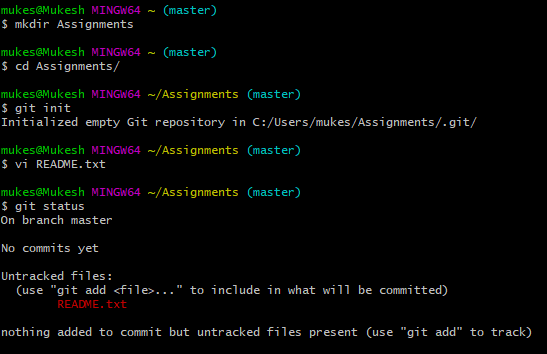 mukes@Mukesh MINGW64 ~ (master)
$ mkdir Assignments
mukes@Mukesh MINGW64 ~ (master)
$ cd Assignments/
mukes@Mukesh MINGW64 ~/Assignments (master)
$ git init
Initialized empty Git repository in C:/Users/mukes/Assignments/.git/
mukes@Mukesh MINGW64 ~/Assignments (master)
$ vi README.txt
mukes@Mukesh MINGW64 ~/Assignments (master)
$ git status
On branch master
No commits yet
Untracked files:
  (use "git add <file>..." to include in what will be committed)
        README.txt
nothing added to commit but untracked files present (use "git add" to track)